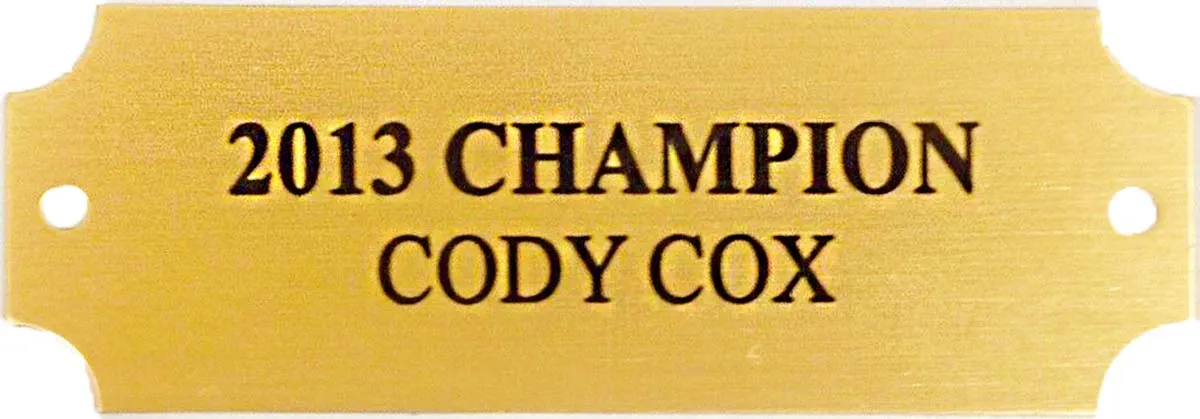 2013 CHAMPION
CODY COX